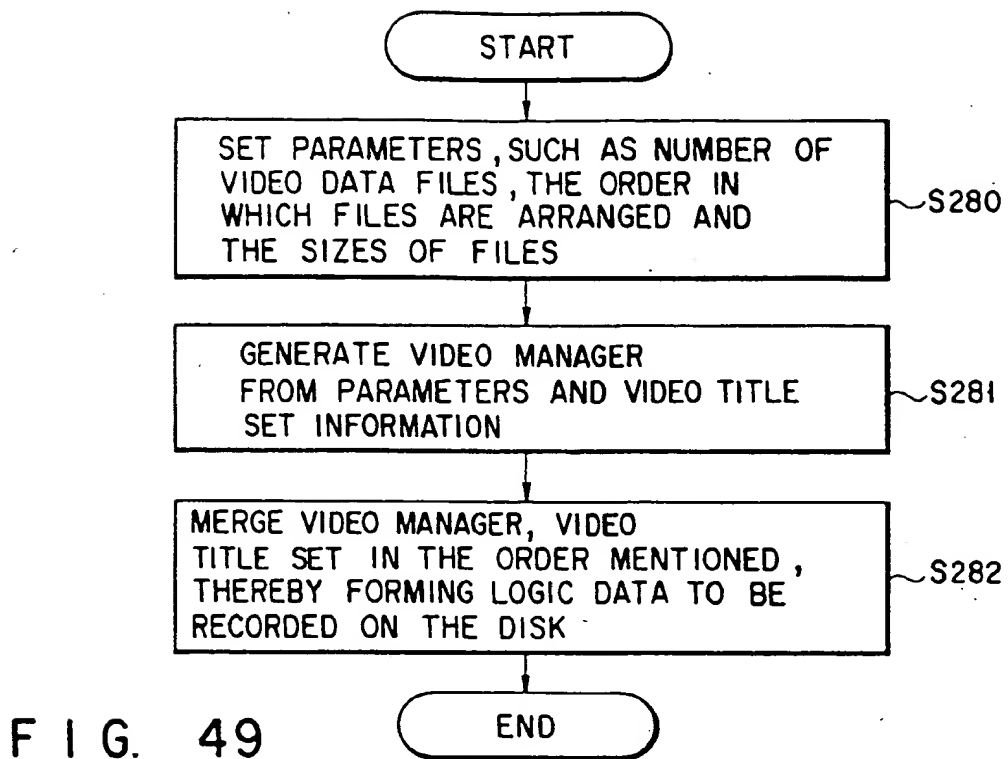 START
SET PARAMETERS, SUCH AS NUMBER OF
VIDEO DATA FILES, THE ORDER IN
WHICH FILES ARE ARRANGED AND
THE SIZES OF FILES
S280
GENERATE VIDEO MANAGER
FROM PARAMETERS AND VIDEO TITLE
SET INFORMATION
S281
MERGE VIDEO MANAGER, VIDEO
TITLE SET IN THE ORDER MENTIONED,
THEREBY FORMING LOGIC DATA TO BE
RECORDED ON THE DISK
S282
END
FIG. 49